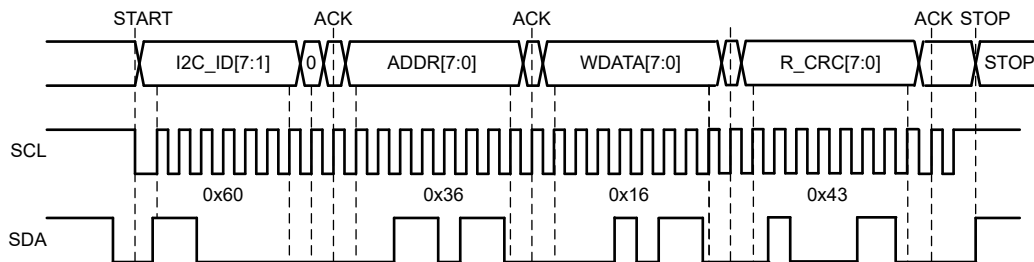 START ACK ACK ACK STOP
I2C_ID[7:1] 0 ADDR[7:0] WDATA[7:0] R_CRC[7:0] STOP
SCL
0x60 0x36 0x16 0x43
SDA